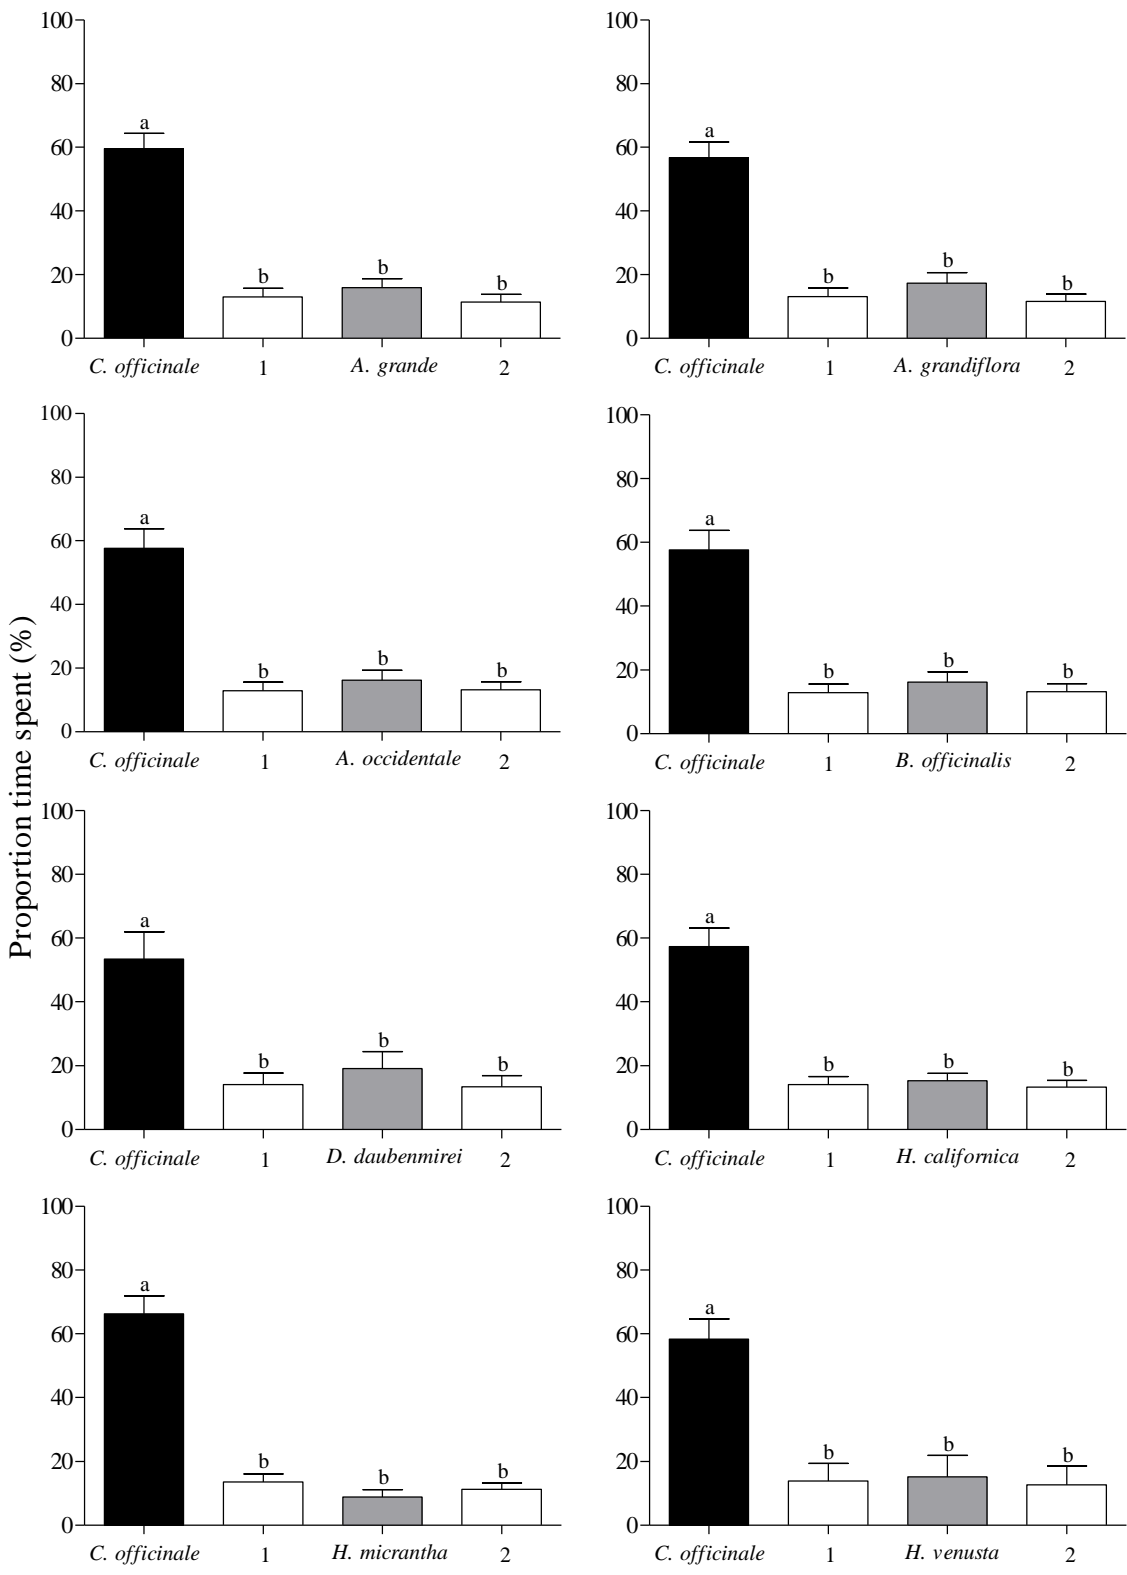 Proportion time spent (%)
100
80
60
40
20
0
a
b
b
b
C. officinale 1 A. grande 2
100
80
60
40
20
0
a
b
b
b
C. officinale 1 A. grandiflora 2
100
80
60
40
20
0
a
b
b
b
C. officinale 1 A. occidentale 2
100
80
60
40
20
0
a
b
b
b
C. officinale 1 B. officinalis 2
100
80
60
40
20
0
a
b
b
b
C. officinale 1 D. daubenmirei 2
100
80
60
40
20
0
a
b
b
b
C. officinale 1 H. californica 2
100
80
60
40
20
0
a
b
b
b
C. officinale 1 H. micrantha 2
100
80
60
40
20
0
a
b
b
b
C. officinale 1 H. venusta 2